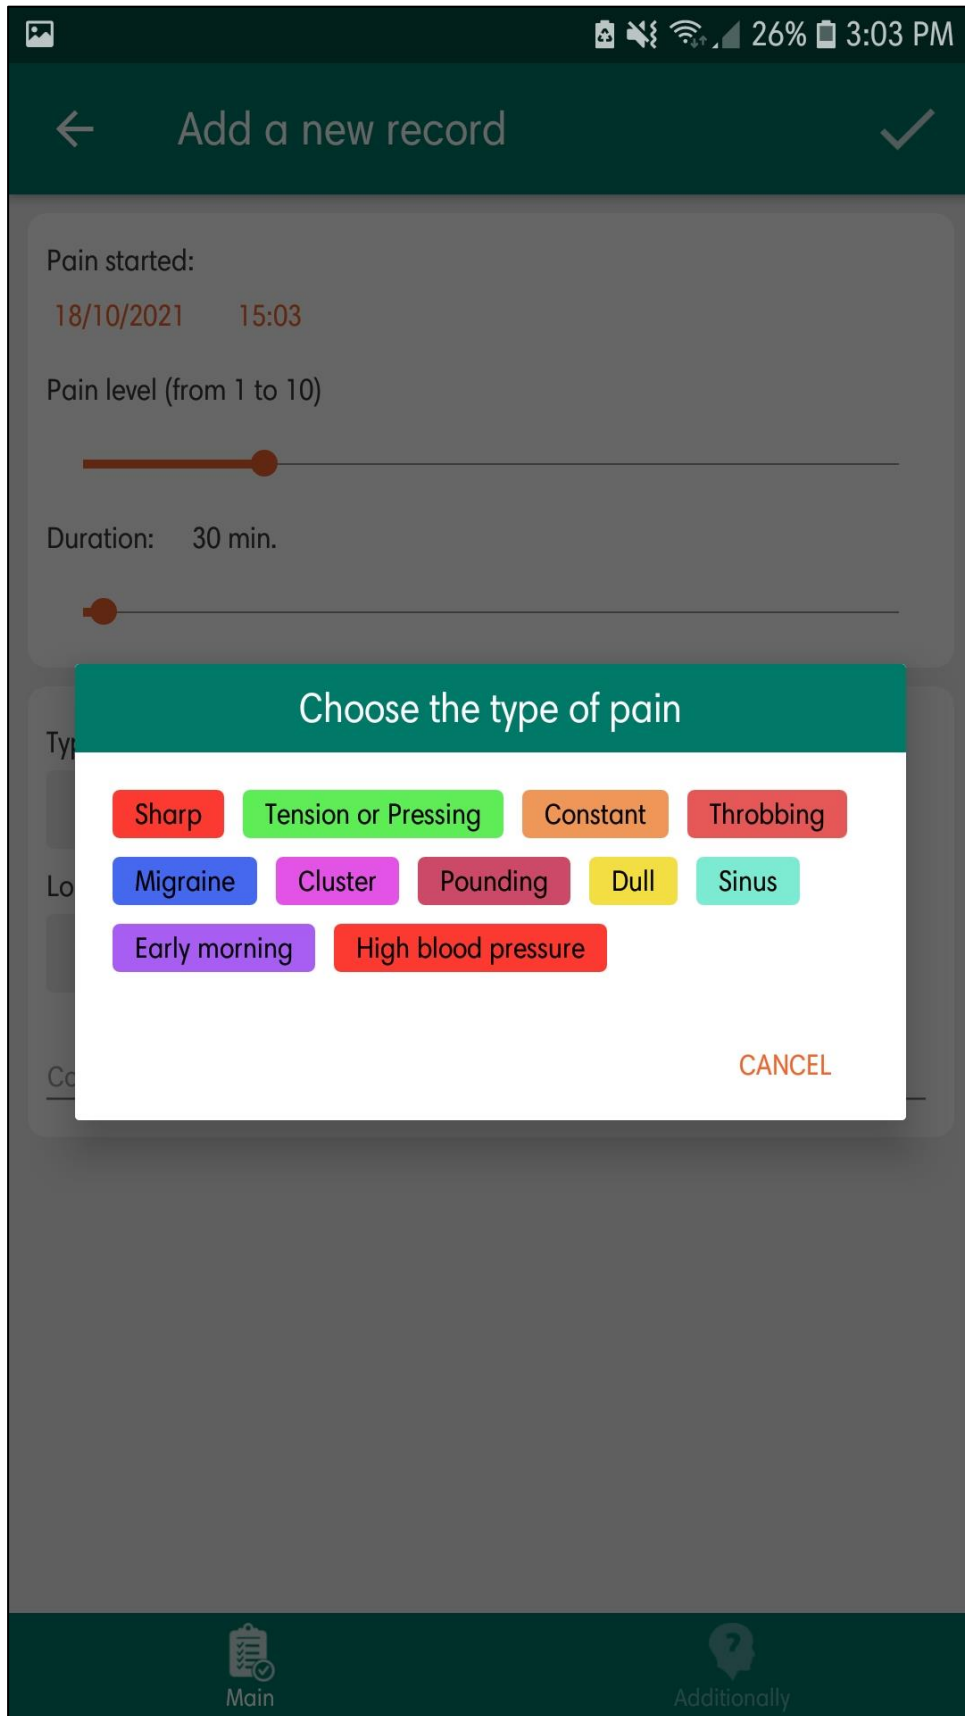 26% 3:03 PM
Add a new record
Pain started:
18/10/2021 15:03
Pain level (from 1 to 10)
Duration: 30 min.
Choose the type of pain
Sharp Tension or Pressing Constant Throbbing
Migraine Cluster Pounding Dull Sinus
Early morning High blood pressure
CANCEL
Main Additionally